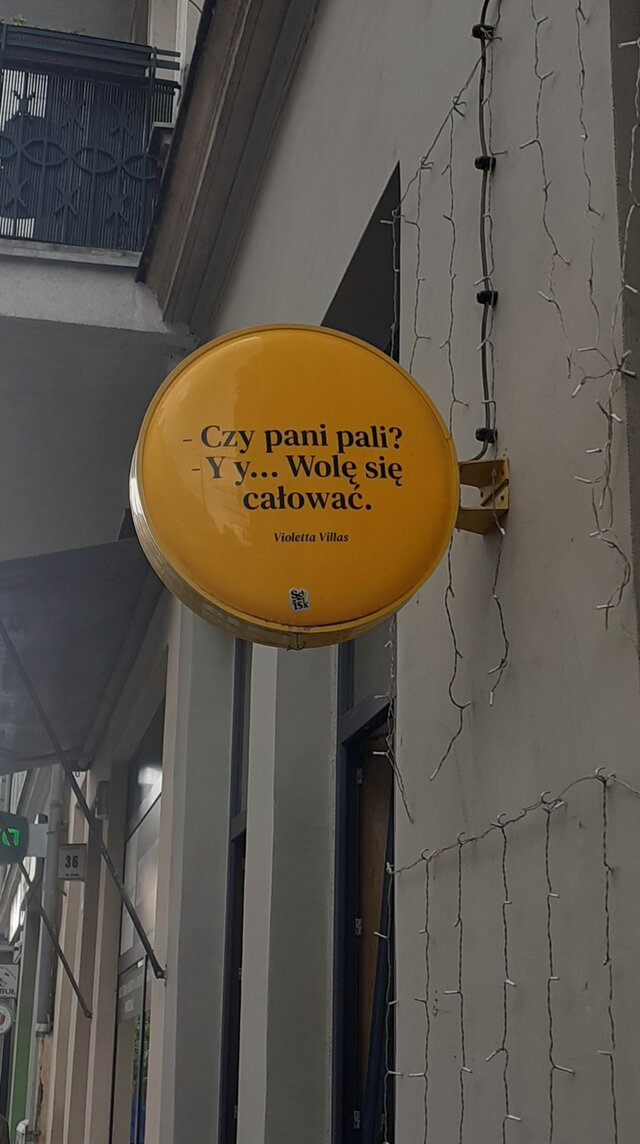 - Czy pani pali?
- Y y... Wolę się
całować.
Violetta Villas
36